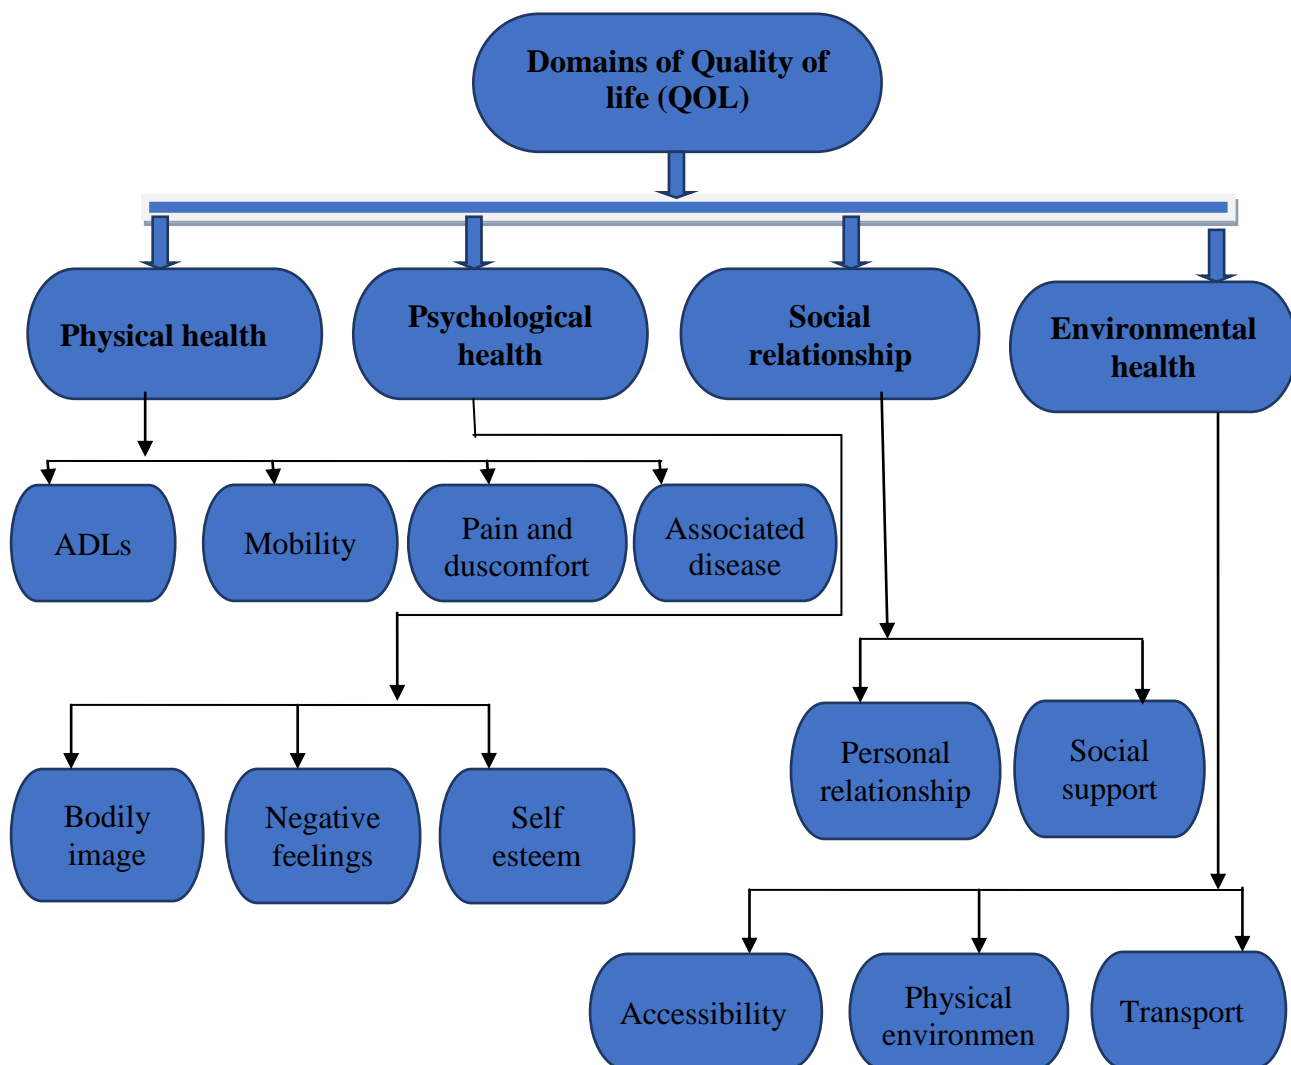 Domains of Quality of
life (QOL)
Physical health
Psychological
health
Social
relationship
Environmental
health
ADLs
Mobility
Pain and
duscomfort
Associated
disease
Personal
relationship
Social
support
Bodily
image
Negative
feelings
Self
esteem
Accessibility
Physical
environmen
Transport